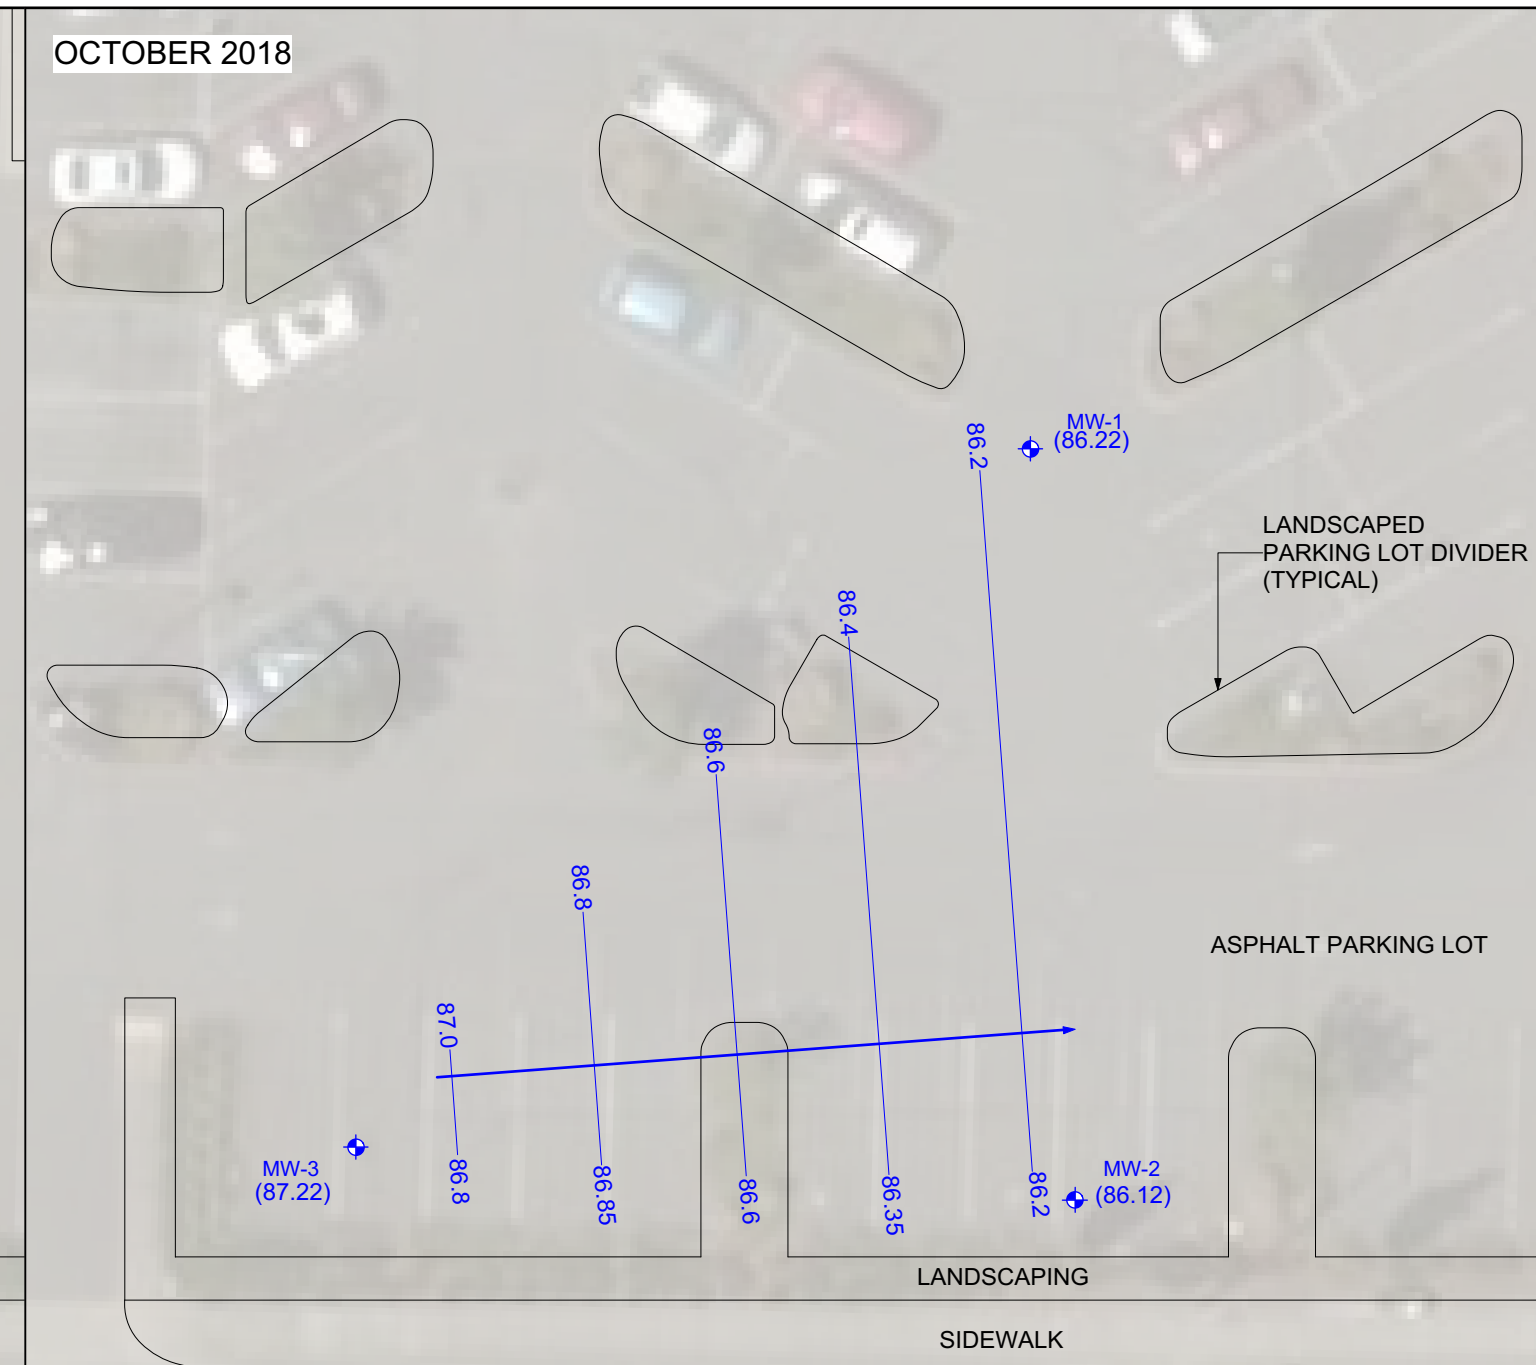 OCTOBER 2018
MW-1
(86.22)
86.2
LANDSCAPED
PARKING LOT DIVIDER
(TYPICAL)
86.4
86.6
86.8
ASPHALT PARKING LOT
87.0
MW-3
(87.22)
86.8
86.85
86.6
86.35
86.2
MW-2
(86.12)
LANDSCAPING
SIDEWALK